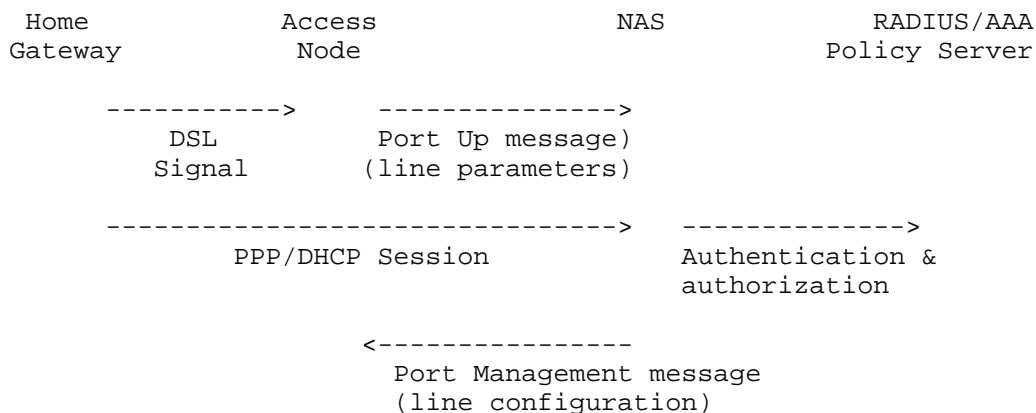 Home Access NAS RADIUS/AAA
Gateway Node Policy Server
-----------> --------------->
DSL Port Up message)
Signal (line parameters)
--------------------------------> -------------->
PPP/DHCP Session Authentication &
authorization
<----------------
Port Management message
(line configuration)